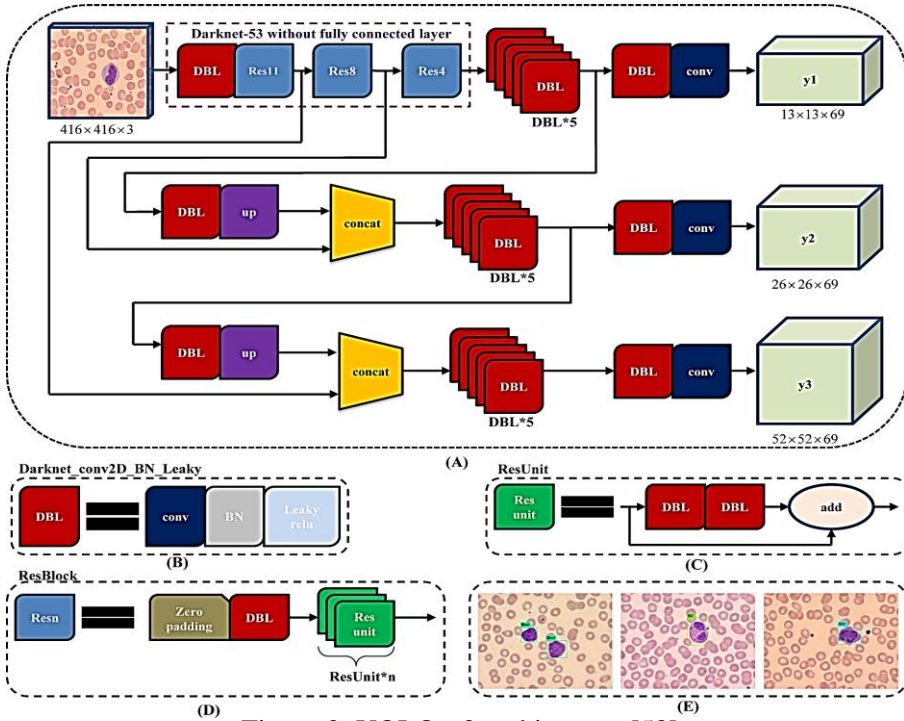 Darknet-53 without fully connected layer
DBL
Res11
Res8
Res4
DBL
DBL*5
DBL
conv
y1
416×416×3
13×13×69
DBL
up
concat
DBL
DBL*5
DBL
conv
y2
26×26×69
DBL
up
concat
DBL
DBL*5
DBL
conv
y3
52×52×69
(A)
Darknet_conv2D_BN_Leaky
DBL
conv
BN
Leaky
relu
(B)
ResUnit
Res
unit
DBL
DBL
add
(C)
ResBlock
Resn
Zero
padding
DBL
Res
unit
ResUnit*n
(D)
(E)